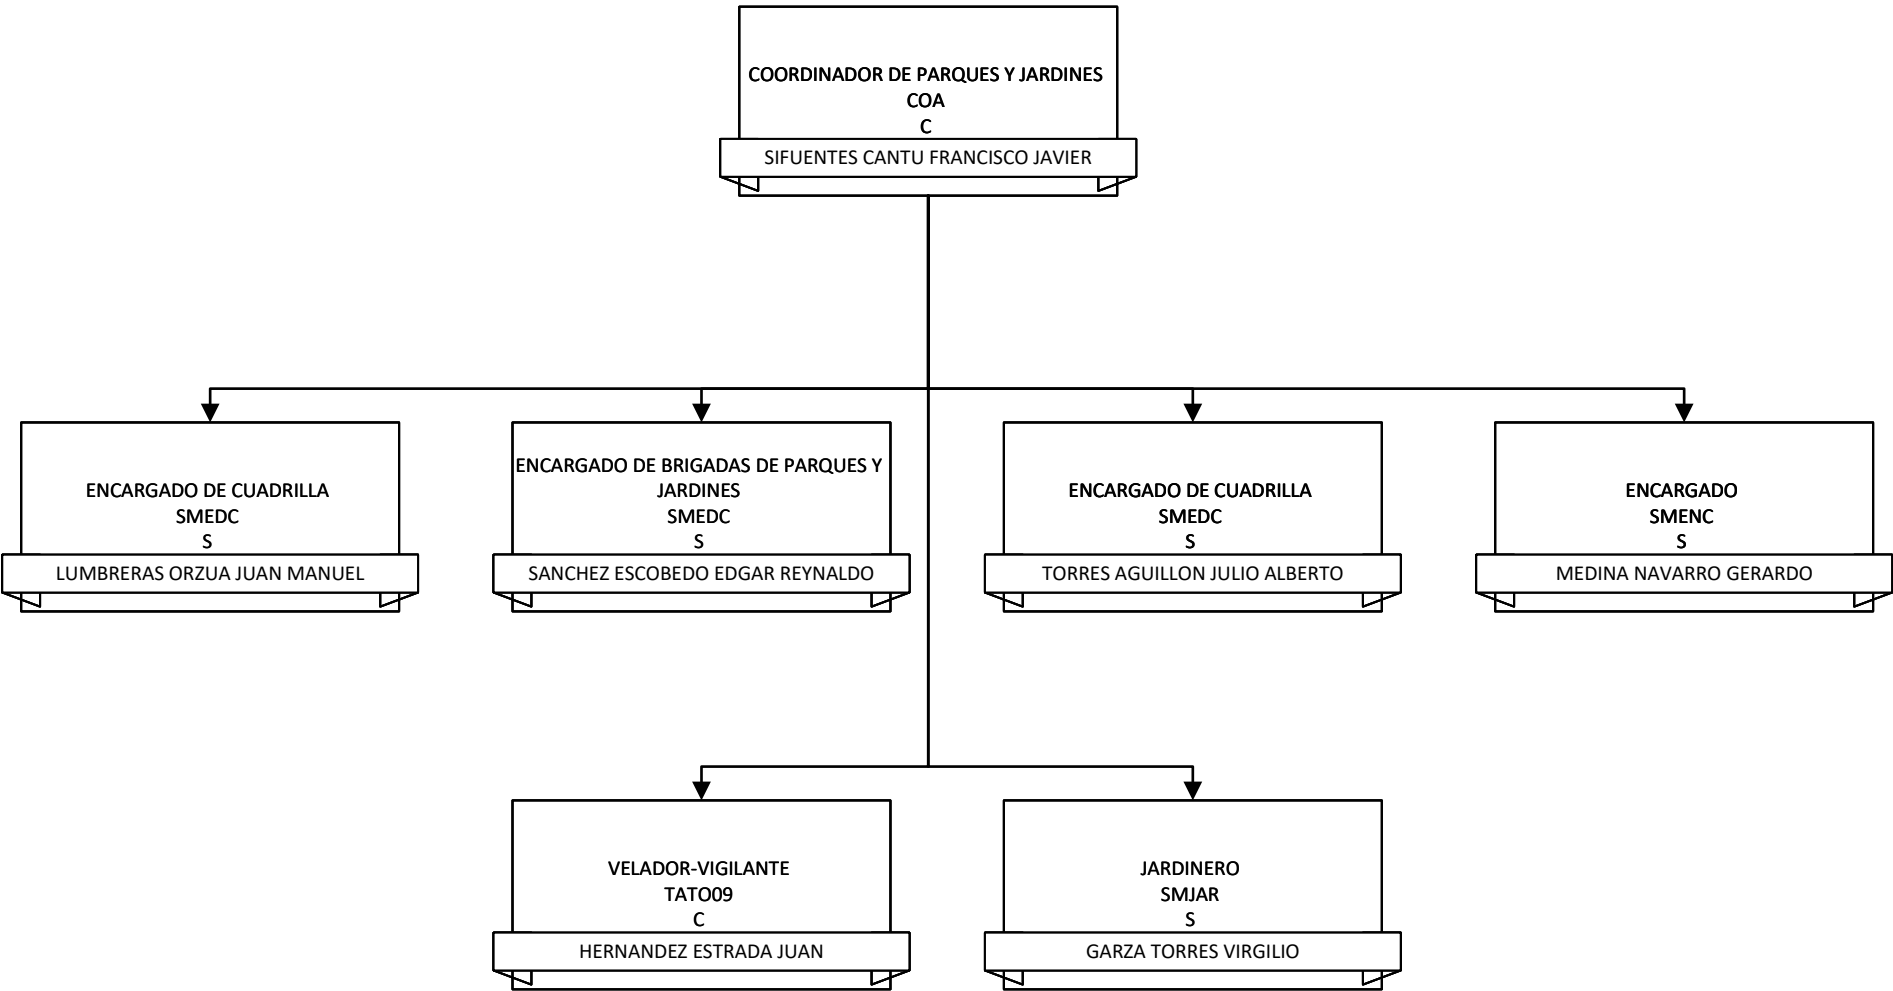 COORDINADOR DE PARQUES Y JARDINES
COA
C
SIFUENTES CANTU FRANCISCO JAVIER
ENCARGADO DE CUADRILLA
SMEDC
S
LUMBRERAS ORZUA JUAN MANUEL
ENCARGADO DE BRIGADAS DE PARQUES Y
JARDINES
SMEDC
S
SANCHEZ ESCOBEDO EDGAR REYNALDO
ENCARGADO DE CUADRILLA
SMEDC
S
TORRES AGUILLON JULIO ALBERTO
ENCARGADO
SMENC
S
MEDINA NAVARRO GERARDO
VELADOR-VIGILANTE
TATO09
C
HERNANDEZ ESTRADA JUAN
JARDINERO
SMJAR
S
GARZA TORRES VIRGILIO